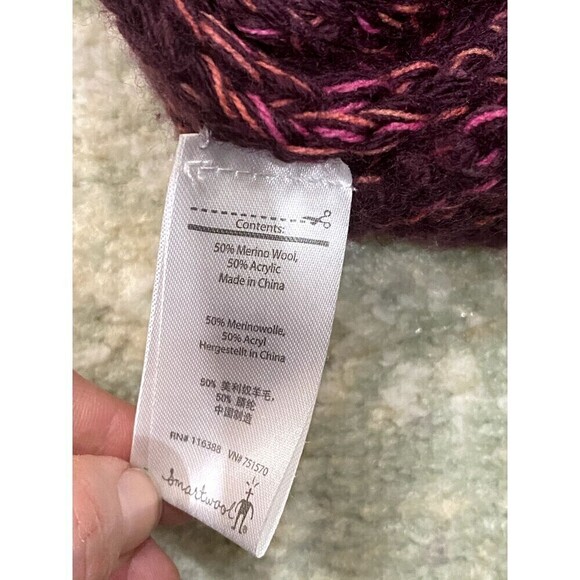 Contents:
50% Merino Wool,
50% Acrylic
Made in China
50% Merinowolle,
50% Acryl
Hergestellt in China
50% 美利奴羊毛,
50% 腈纶
中国制造
RN# 116388 VN# 751570
Smartwool